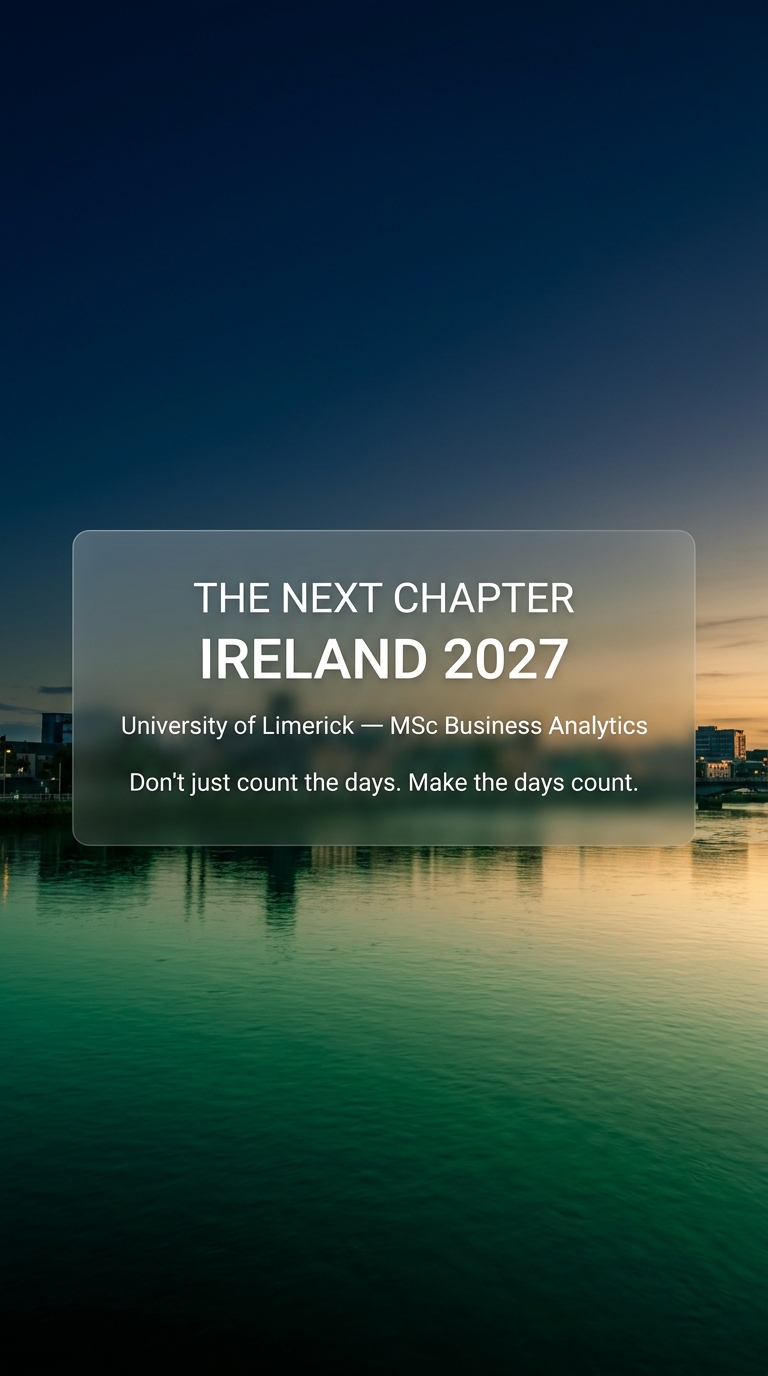 THE NEXT CHAPTER
IRELAND 2027
University of Limerick — MSc Business Analytics
Don't just count the days. Make the days count.